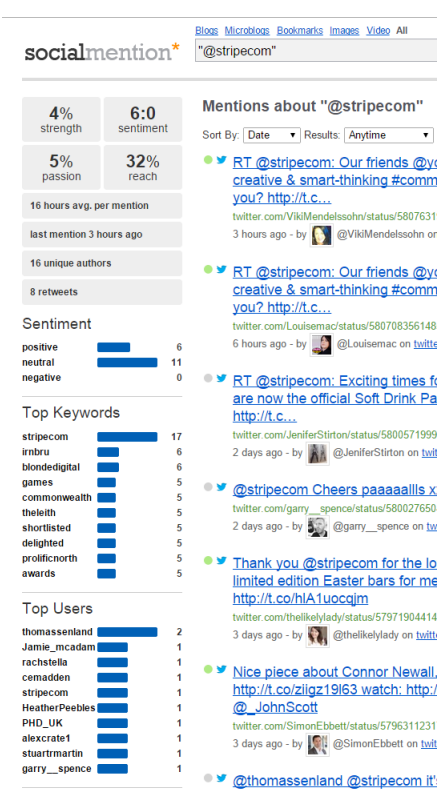 Blogs Microblogs Bookmarks Images Video All
socialmention*
"@stripecom"
4% strength
6:0 sentiment
5% passion
32% reach
16 hours avg. per mention
last mention 3 hours ago
16 unique authors
8 retweets
Sentiment
positive 6
neutral 11
negative 0
Top Keywords
stripecom 17
irnbru 6
blondedigital 6
games 5
commonwealth 5
theleith 5
shortlisted 5
delighted 5
prolificnorth 5
awards 5
Top Users
thomassenland 2
Jamie_mcadam 1
rachstella 1
cemadden 1
stripecom 1
HeatherPeebles 1
PHD_UK 1
alexcrate1 1
stuartrmartin 1
garry__spence 1
Mentions about "@stripecom"
Sort By: Date Results: Anytime
RT @stripecom: Our friends @yo
creative & smart-thinking #comm
you? http://t.c…
twitter.com/VikiMendelssohn/status/5807631
3 hours ago - by @VikiMendelssohn on
RT @stripecom: Our friends @yo
creative & smart-thinking #comm
you? http://t.c…
twitter.com/Louisemac/status/580708356148
6 hours ago - by @Louisemac on twitte
RT @stripecom: Exciting times fo
are now the official Soft Drink Pa
http://t.c…
twitter.com/JeniferStirton/status/5800571999
2 days ago - by @JeniferStirton on twit
@stripecom Cheers paaaaallls x
twitter.com/garry__spence/status/580027650
2 days ago - by @garry__spence on tw
Thank you @stripecom for the lo
limited edition Easter bars for me
http://t.co/hlA1uocqjm
twitter.com/thelikelylady/status/57971904414
3 days ago - by @thelikelylady on twitte
Nice piece about Connor Newall,
http://t.co/ziigz19l63 watch: http:/
@_JohnScott
twitter.com/SimonEbbett/status/5796311231
3 days ago - by @SimonEbbett on twit
@thomassenland @stripecom it's